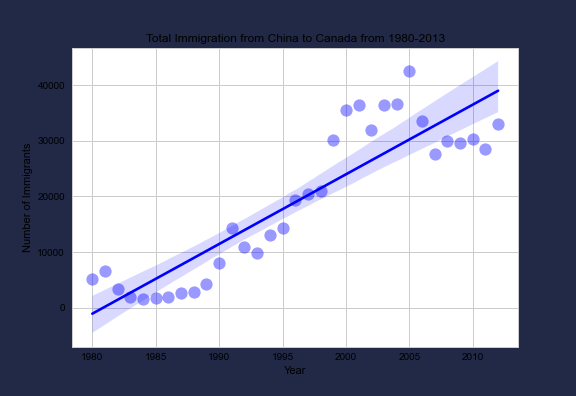 Total Immigration from China to Canada from 1980-2013
Number of Immigrants
40000
30000
20000
10000
0
1980 1985 1990 1995 2000 2005 2010
Year